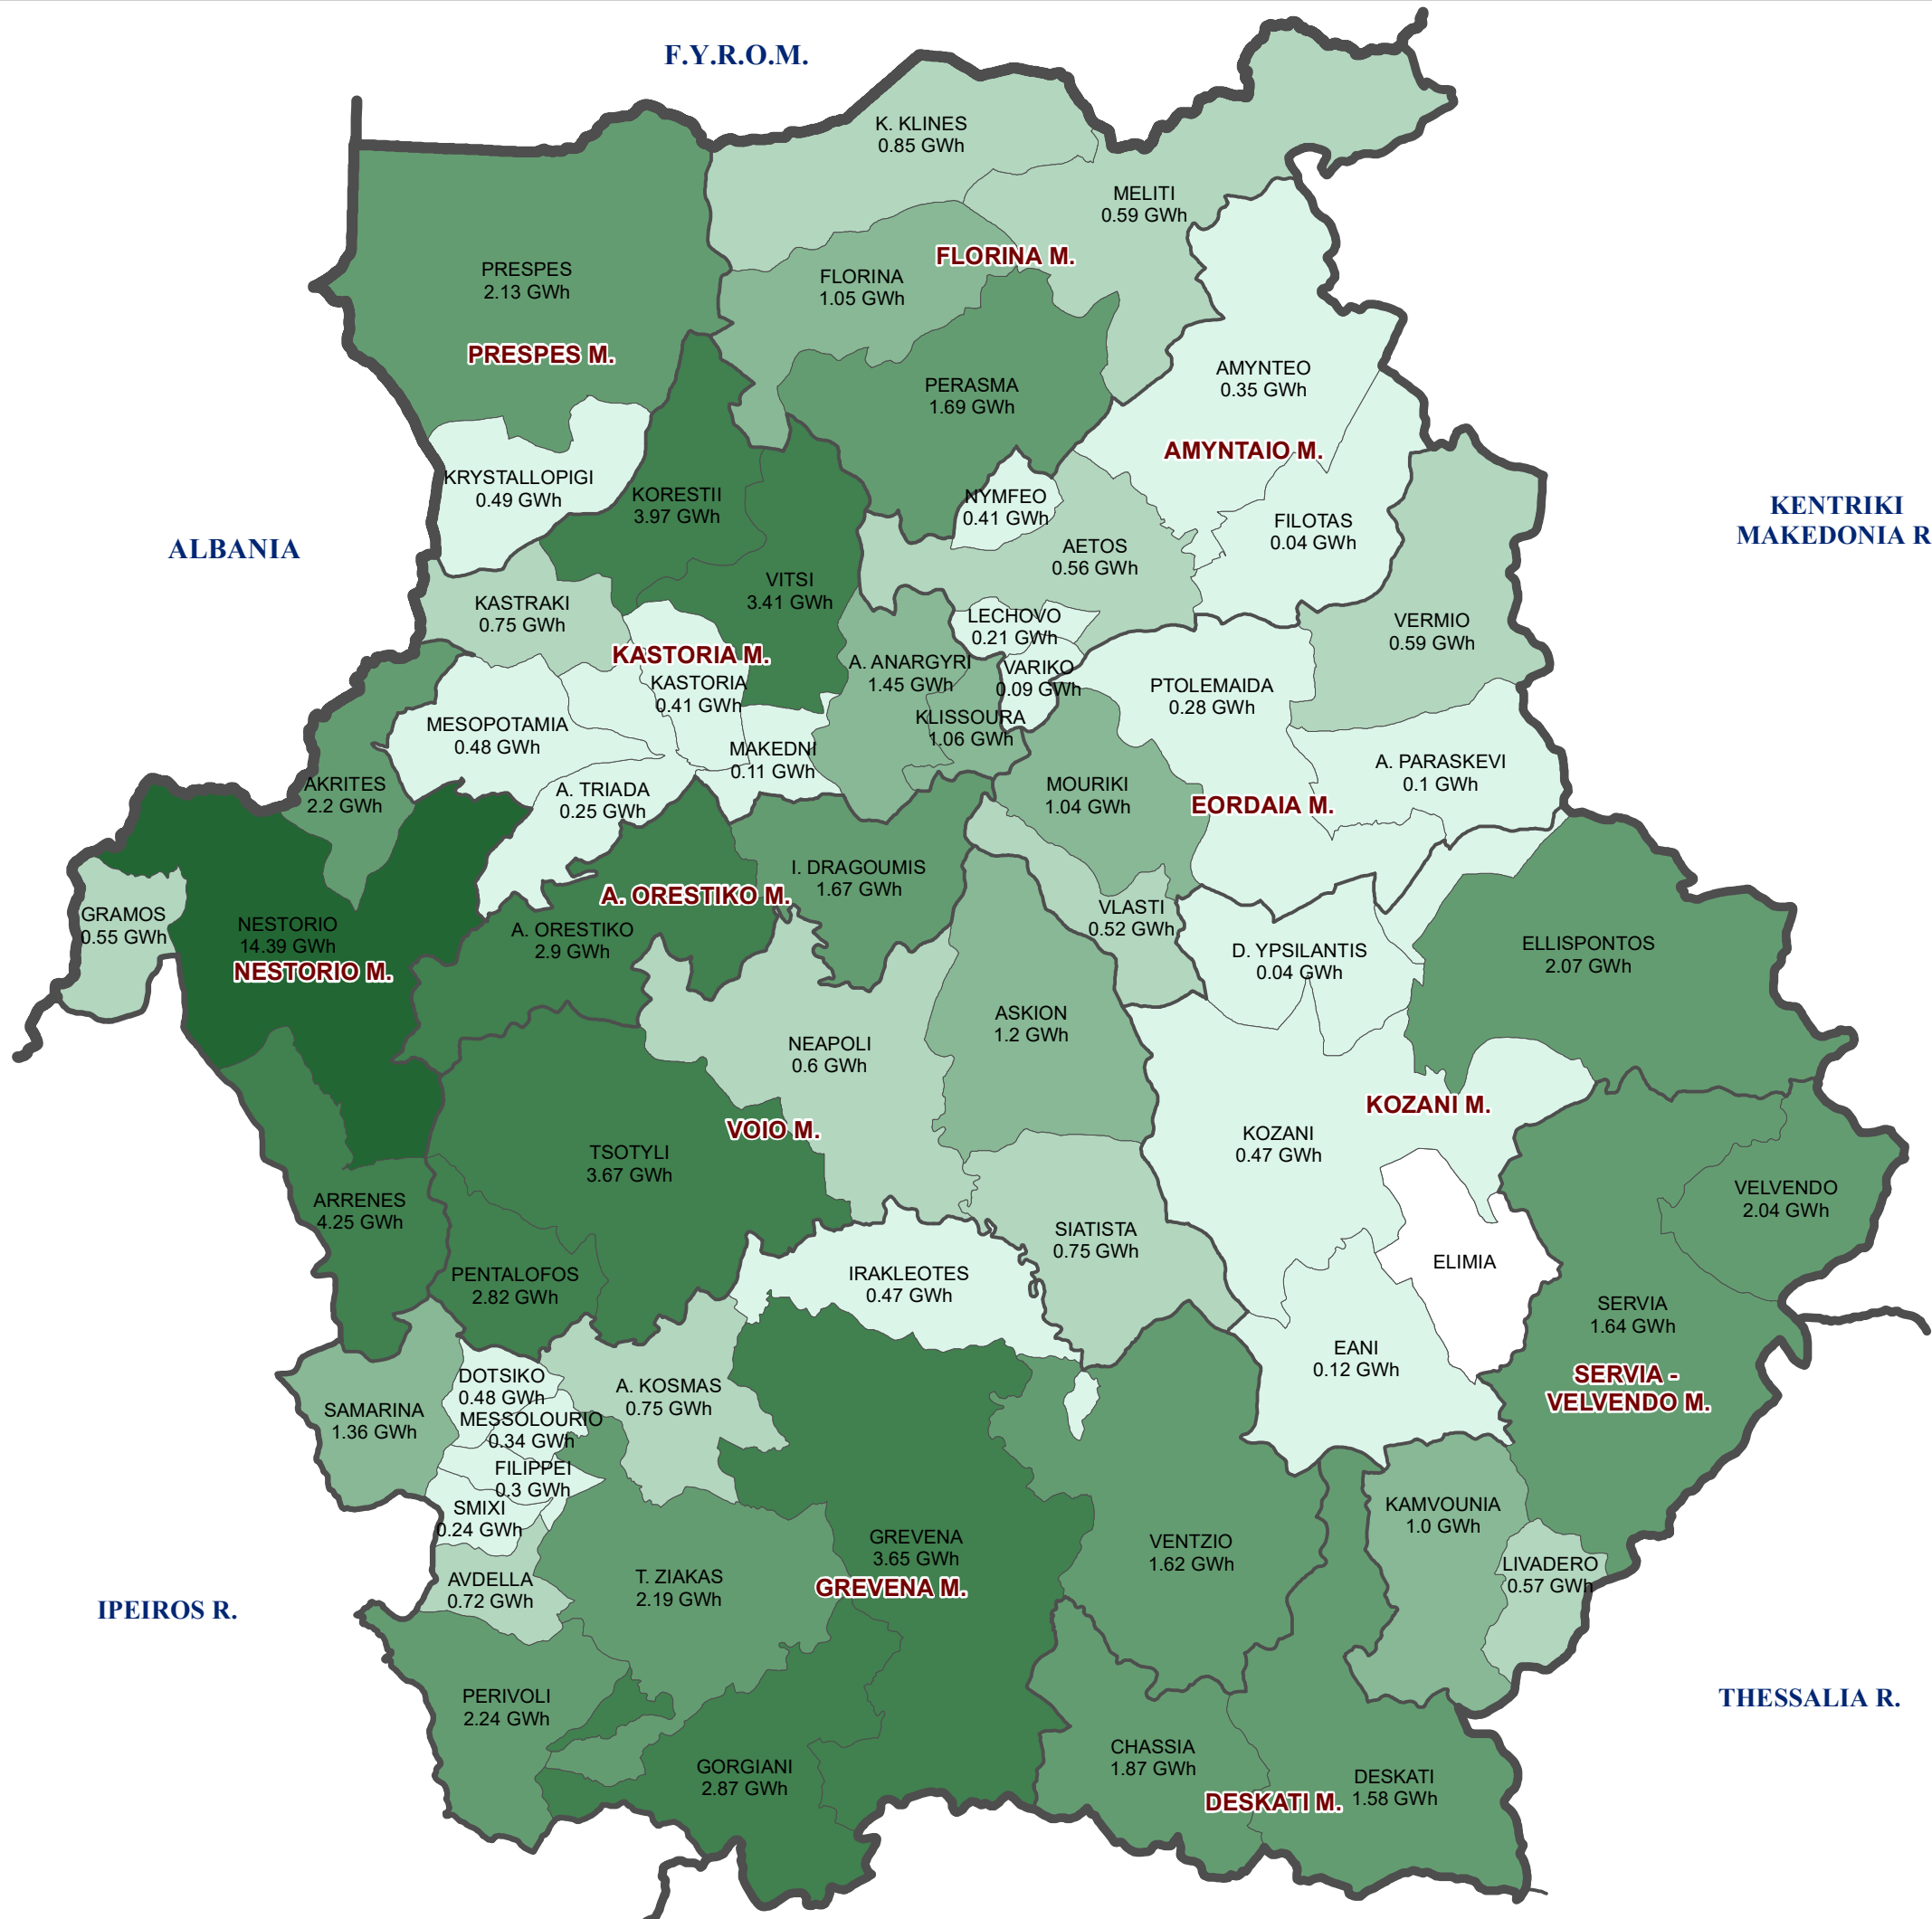 F.Y.R.O.M.
K. KLINES
0.85 GWh
MELITI
0.59 GWh
FLORINA M.
PRESPES
2.13 GWh
FLORINA
1.05 GWh
PRESPES M.
PERASMA
1.69 GWh
AMYNTEO
0.35 GWh
AMYNTAIO M.
KRYSTALLOPIGI
0.49 GWh
KORESTII
3.97 GWh
NYMFEO
0.41 GWh
FILOTAS
0.04 GWh
KENTRIKI
MAKEDONIA R
ALBANIA
AETOS
0.56 GWh
VITSI
3.41 GWh
KASTRAKI
0.75 GWh
LECHOVO
0.21 GWh
VERMIO
0.59 GWh
KASTORIA M.
KASTORIA
0.41 GWh
A. ANARGYRI
1.45 GWh
VARIKO
0.09 GWh
PTOLEMAIDA
0.28 GWh
KLISSOURA
1.06 GWh
MESOPOTAMIA
0.48 GWh
MAKEDNI
0.11 GWh
A. PARASKEVI
0.1 GWh
AKRITES
2.2 GWh
A. TRIADA
0.25 GWh
MOURIKI
1.04 GWh
EORDAIA M.
I. DRAGOUMIS
1.67 GWh
A. ORESTIKO M.
GRAMOS
0.55 GWh
NESTORIO
14.39 GWh
NESTORIO M.
A. ORESTIKO
2.9 GWh
VLASTI
0.52 GWh
D. YPSILANTIS
0.04 GWh
ELLISPONTOS
2.07 GWh
ASKION
1.2 GWh
NEAPOLI
0.6 GWh
KOZANI M.
VOIO M.
KOZANI
0.47 GWh
TSOTYLI
3.67 GWh
ARRENES
4.25 GWh
VELVENDO
2.04 GWh
SIATISTA
0.75 GWh
ELIMIA
PENTALOFOS
2.82 GWh
IRAKLEOTES
0.47 GWh
SERVIA
1.64 GWh
EANI
0.12 GWh
SERVIA -
VELVENDO M.
DOTSIKO
0.48 GWh
A. KOSMAS
0.75 GWh
SAMARINA
1.36 GWh
MESSOLOURIO
0.34 GWh
FILIPPEI
0.3 GWh
SMIXI
0.24 GWh
KAMVOUNIA
1.0 GWh
GREVENA
3.65 GWh
GREVENA M.
VENTZIO
1.62 GWh
LIVADERO
0.57 GWh
AVDELLA
0.72 GWh
T. ZIAKAS
2.19 GWh
IPEIROS R.
PERIVOLI
2.24 GWh
THESSALIA R.
GORGIANI
2.87 GWh
CHASSIA
1.87 GWh
DESKATI
1.58 GWh
DESKATI M.